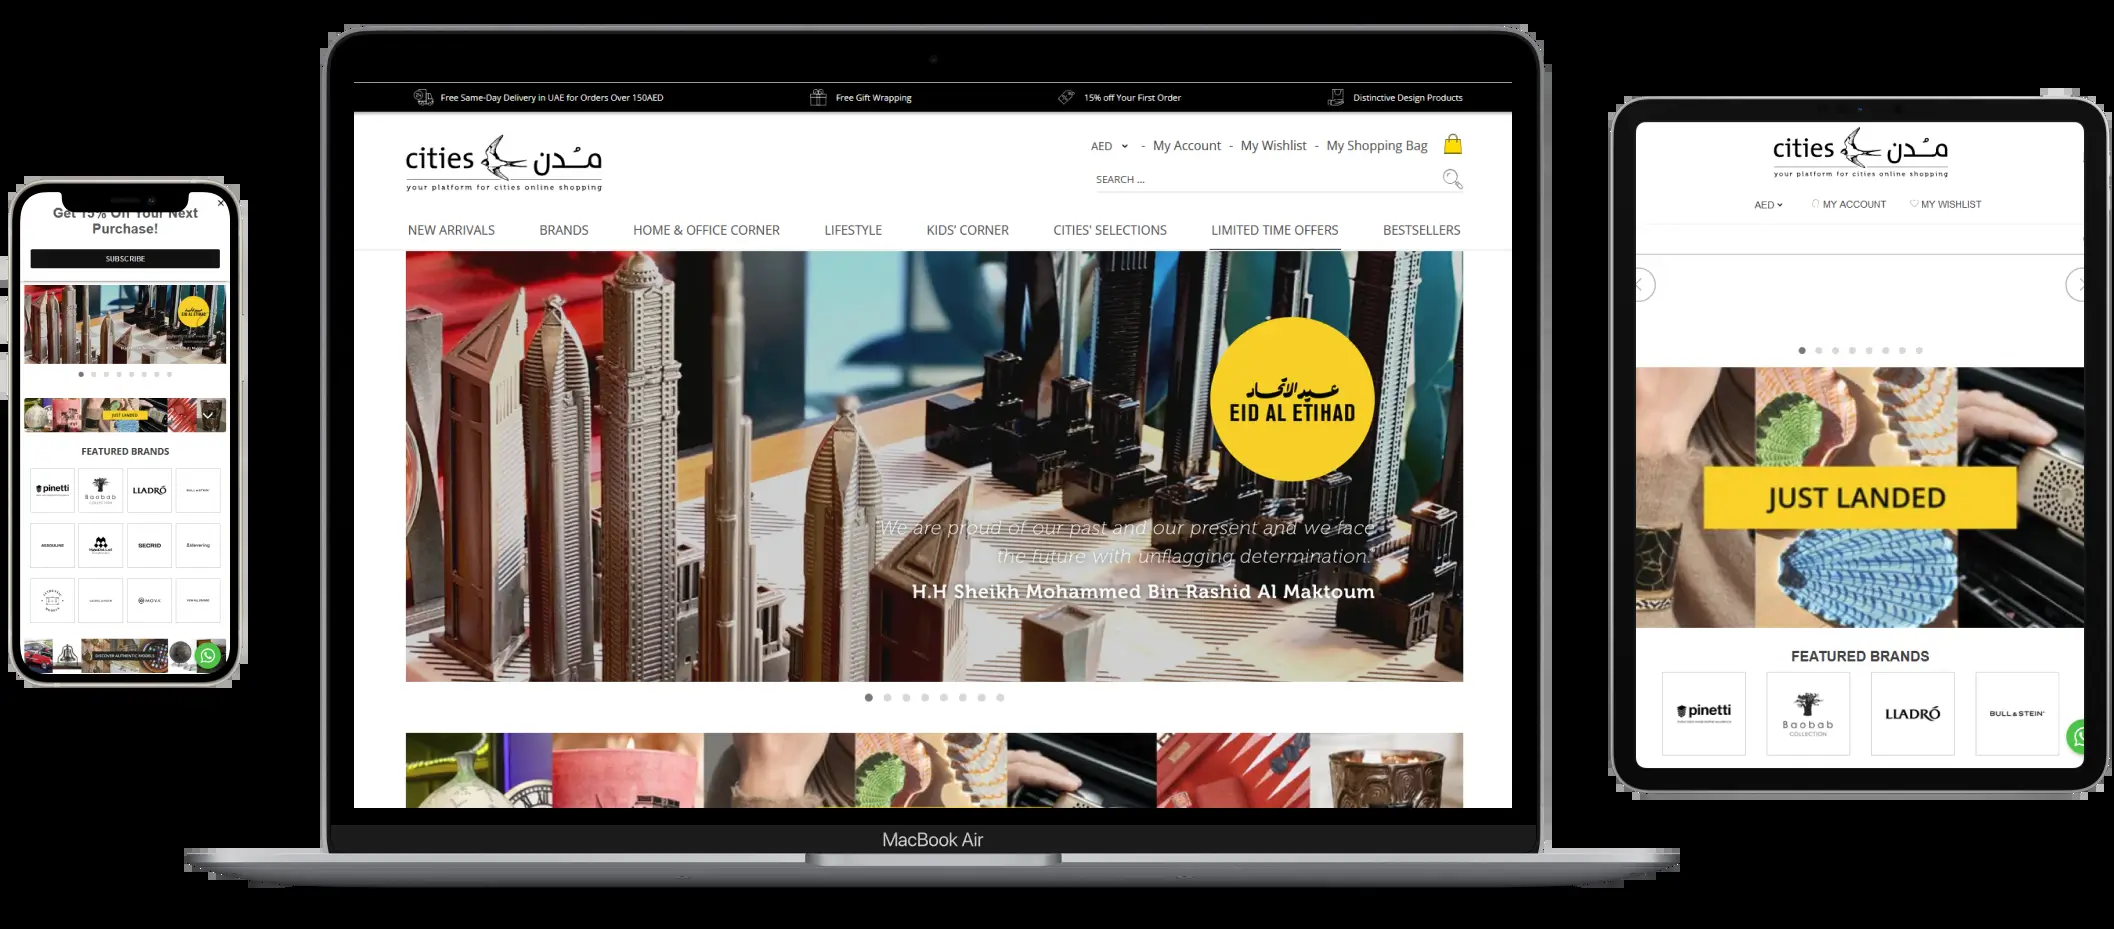 Get 15% Off Your Next
Purchase!
SUBSCRIBE
عيد الاتحاد
EID AL ETIHAD
JUST LANDED
FEATURED BRANDS
pinetti
Baobab
COLLECTION
LLADRÓ
BULL & STEIN
ASSOULINE
SECRID
MOVA
DISCOVER AUTHENTIC MODELS
Free Same-Day Delivery in UAE for Orders Over 150AED
Free Gift Wrapping
15% off Your First Order
Distinctive Design Products
cities مُدن
your platform for cities online shopping
AED - My Account - My Wishlist - My Shopping Bag
SEARCH ...
NEW ARRIVALS BRANDS HOME & OFFICE CORNER LIFESTYLE KIDS' CORNER CITIES' SELECTIONS LIMITED TIME OFFERS BESTSELLERS
عيد الاتحاد
EID AL ETIHAD
We are proud of our past and our present and we face
the future with unflagging determination.
H.H Sheikh Mohammed Bin Rashid Al Maktoum
MacBook Air
cities مُدن
your platform for cities online shopping
AED MY ACCOUNT MY WISHLIST
JUST LANDED
FEATURED BRANDS
pinetti
Baobab
COLLECTION
LLADRÓ
BULL & STEIN